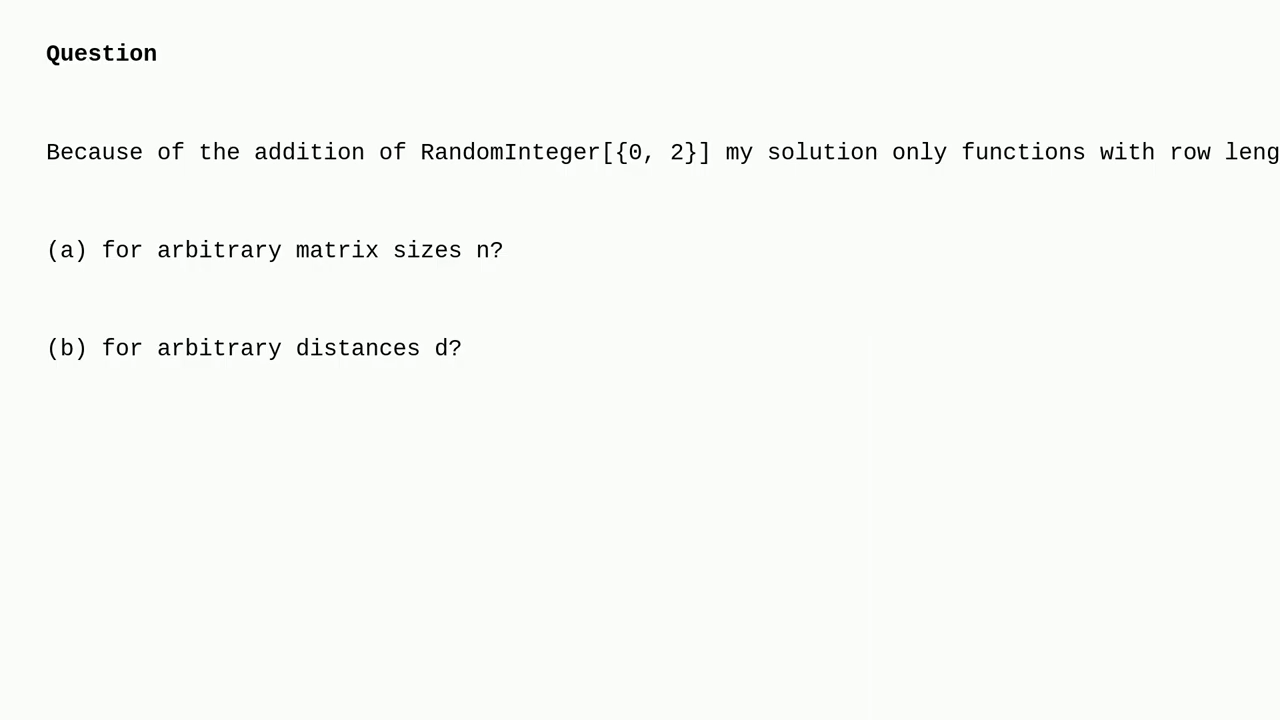 Question
Because of the addition of RandomInteger[{0, 2}] my solution only functions with row leng
(a) for arbitrary matrix sizes n?
(b) for arbitrary distances d?